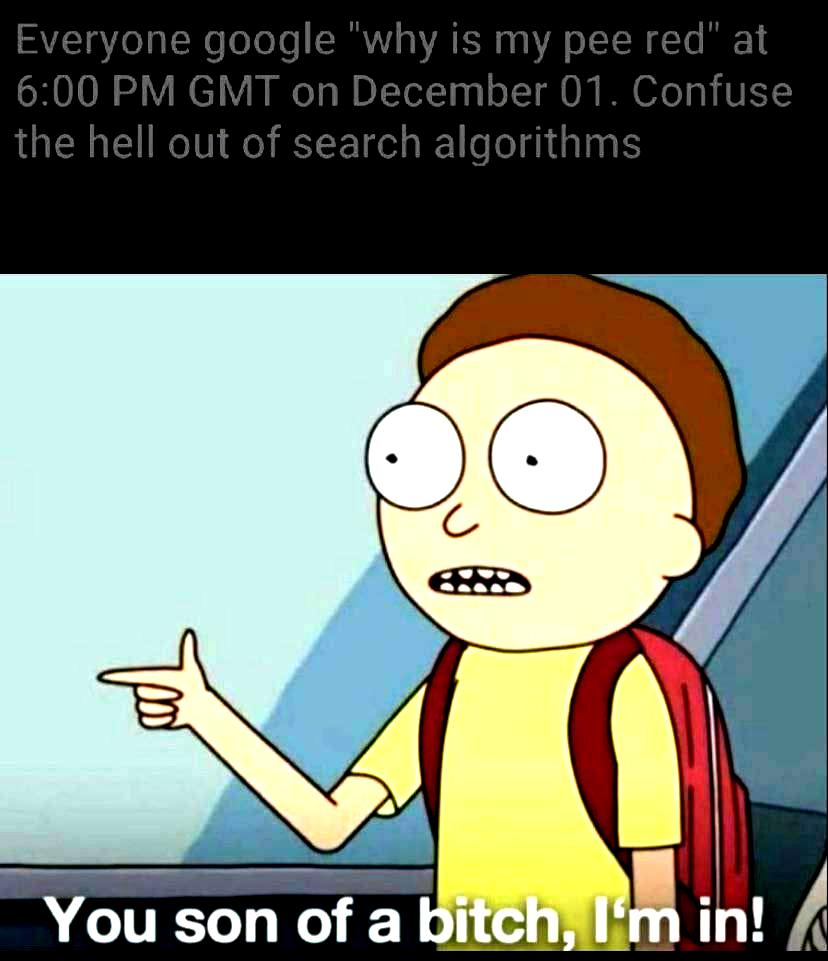 Everyone google "why is my pee red" at
6:00 PM GMT on December 01. Confuse
the hell out of search algorithms
You son of a bitch, I'm in!